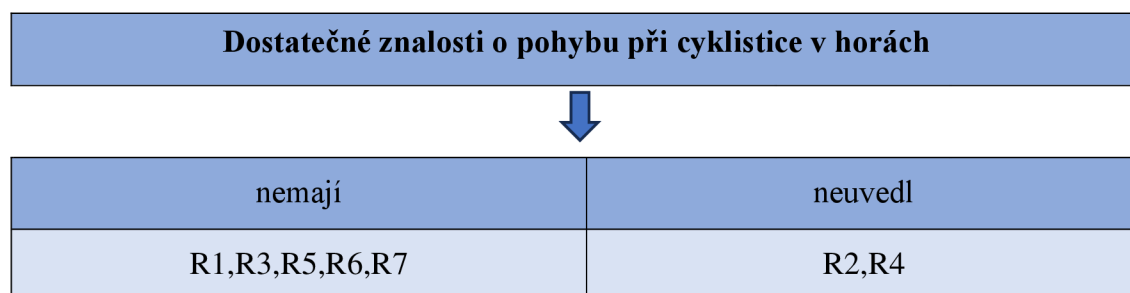 Dostatečné znalosti o pohybu při cyklistice v horách
nemají
neuvedl
R1,R3,R5,R6,R7
R2,R4